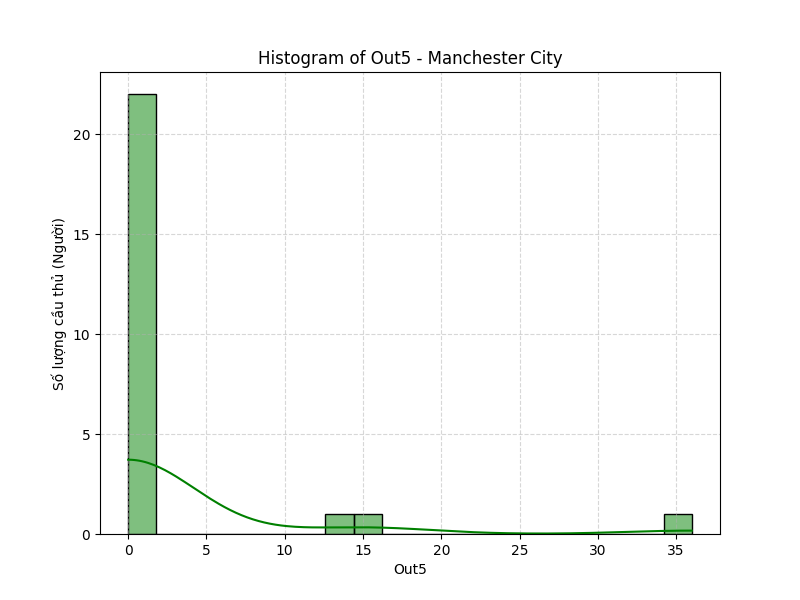 Histogram of Out5 - Manchester City
Số lượng cầu thủ (Người)
20
15
10
5
0
0 5 10 15 20 25 30 35
Out5